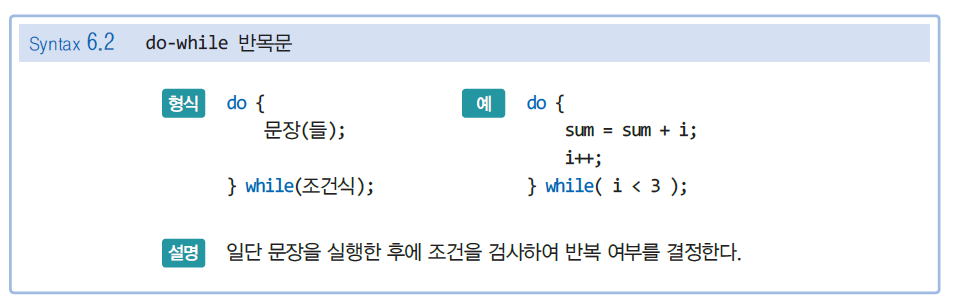 Syntax 6.2 do-while 반목문
형식 do {
문장(들);
} while(조건식);
예 do {
sum = sum + i;
i++;
} while( i < 3 );
설명 일단 문장을 실행한 후에 조건을 검사하여 반복 여부를 결정한다.